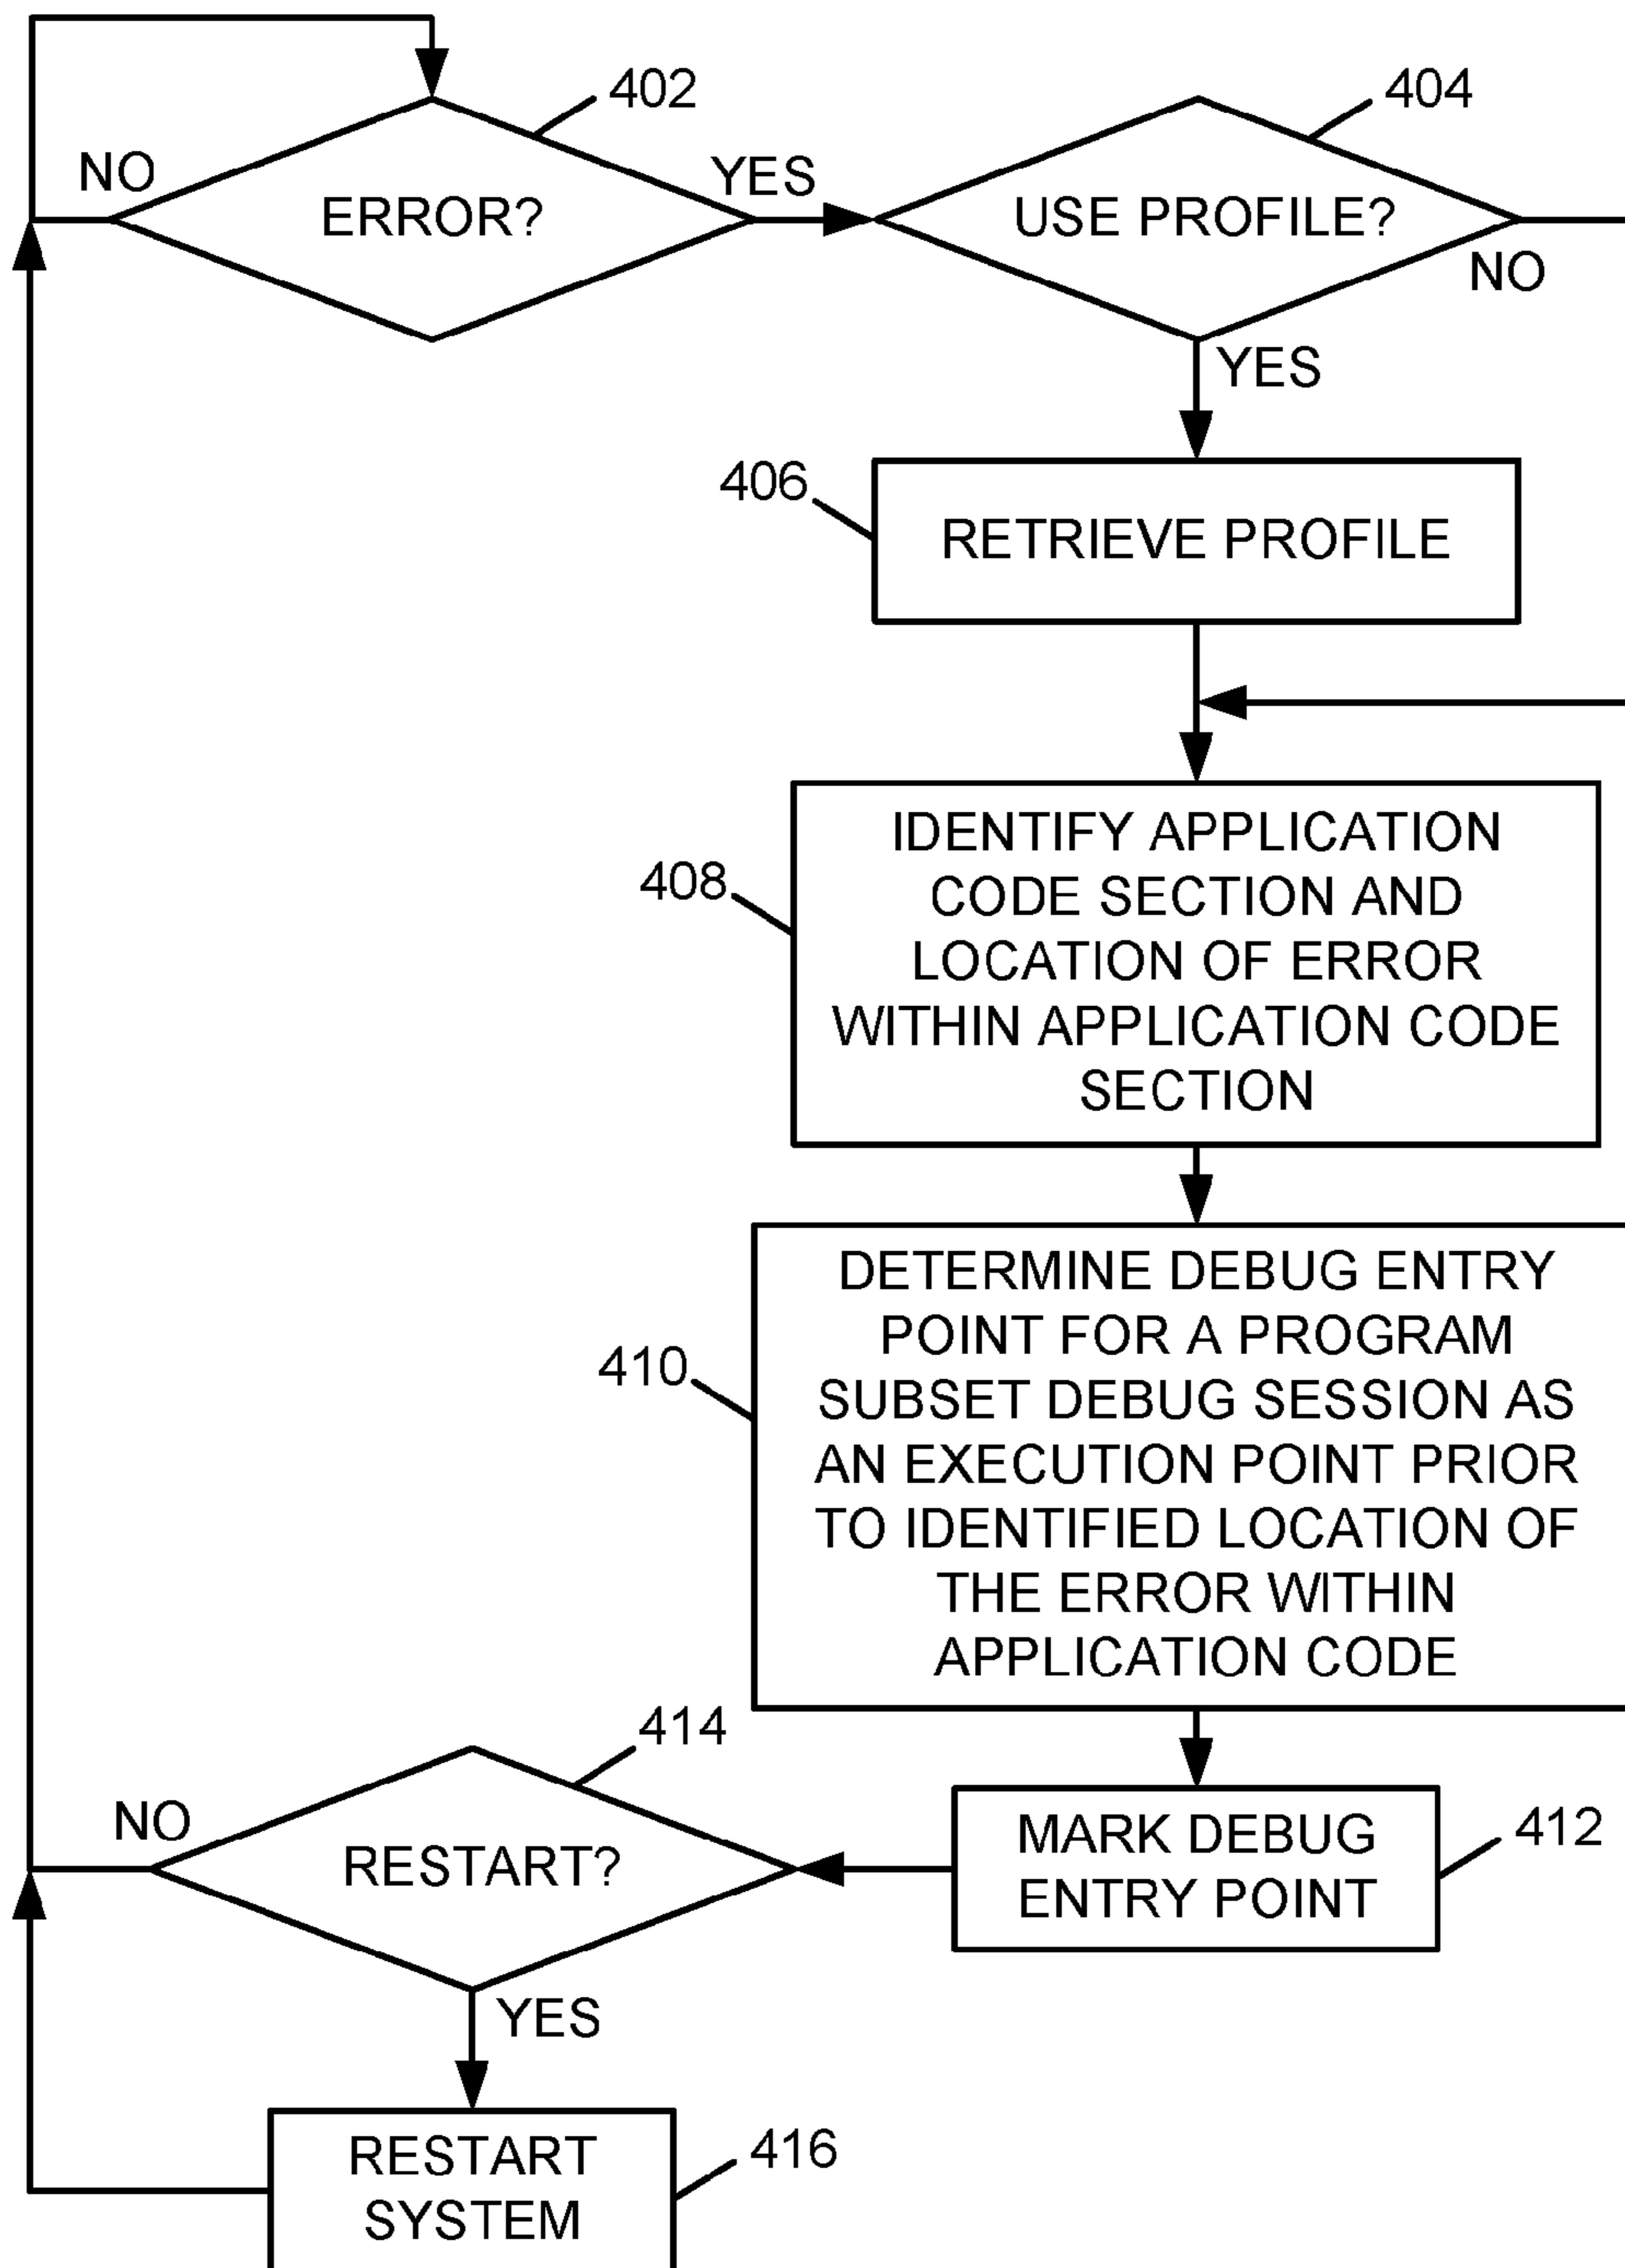 402
404
NO
ERROR?
YES
USE PROFILE?
NO
YES
406
RETRIEVE PROFILE
408
IDENTIFY APPLICATION
CODE SECTION AND
LOCATION OF ERROR
WITHIN APPLICATION CODE
SECTION
410
DETERMINE DEBUG ENTRY
POINT FOR A PROGRAM
SUBSET DEBUG SESSION AS
AN EXECUTION POINT PRIOR
TO IDENTIFIED LOCATION OF
THE ERROR WITHIN
APPLICATION CODE
414
NO
RESTART?
MARK DEBUG
ENTRY POINT
412
YES
RESTART
SYSTEM
416